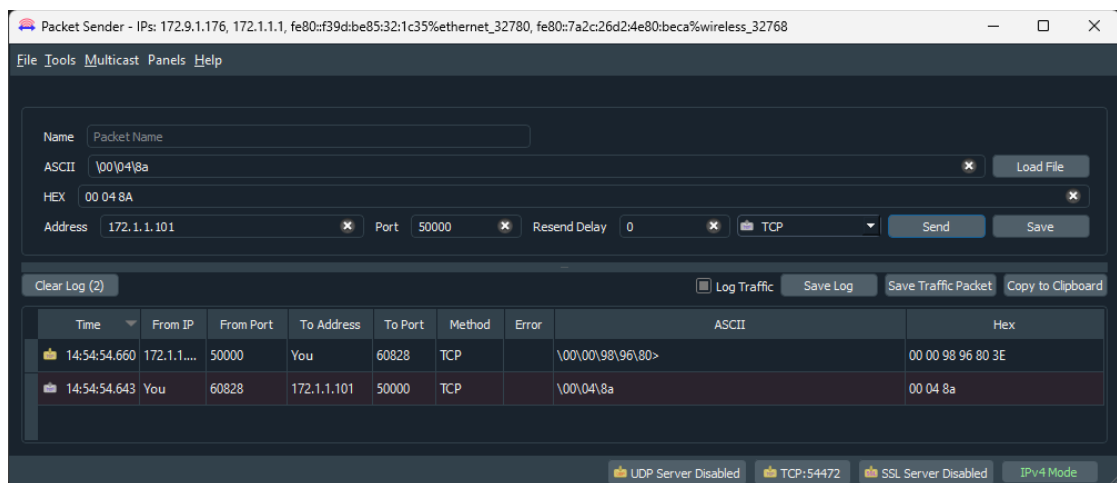 Packet Sender - IPs: 172.9.1.176, 172.1.1.1, fe80::f39d:be85:32:1c35%ethernet_32780, fe80::7a2c:26d2:4e80:beca%wireless_32768
File Tools Multicast Panels Help
Name Packet Name
ASCII \00\04\8a Load File
HEX 00 04 8A
Address 172.1.1.101 Port 50000 Resend Delay 0 TCP Send Save
Clear Log (2) Log Traffic Save Log Save Traffic Packet Copy to Clipboard
Time From IP From Port To Address To Port Method Error ASCII Hex
14:54:54.660 172.1.1.... 50000 You 60828 TCP \00\00\98\96\80> 00 00 98 96 80 3E
14:54:54.643 You 60828 172.1.1.101 50000 TCP \00\04\8a 00 04 8a
UDP Server Disabled TCP:54472 SSL Server Disabled IPv4 Mode